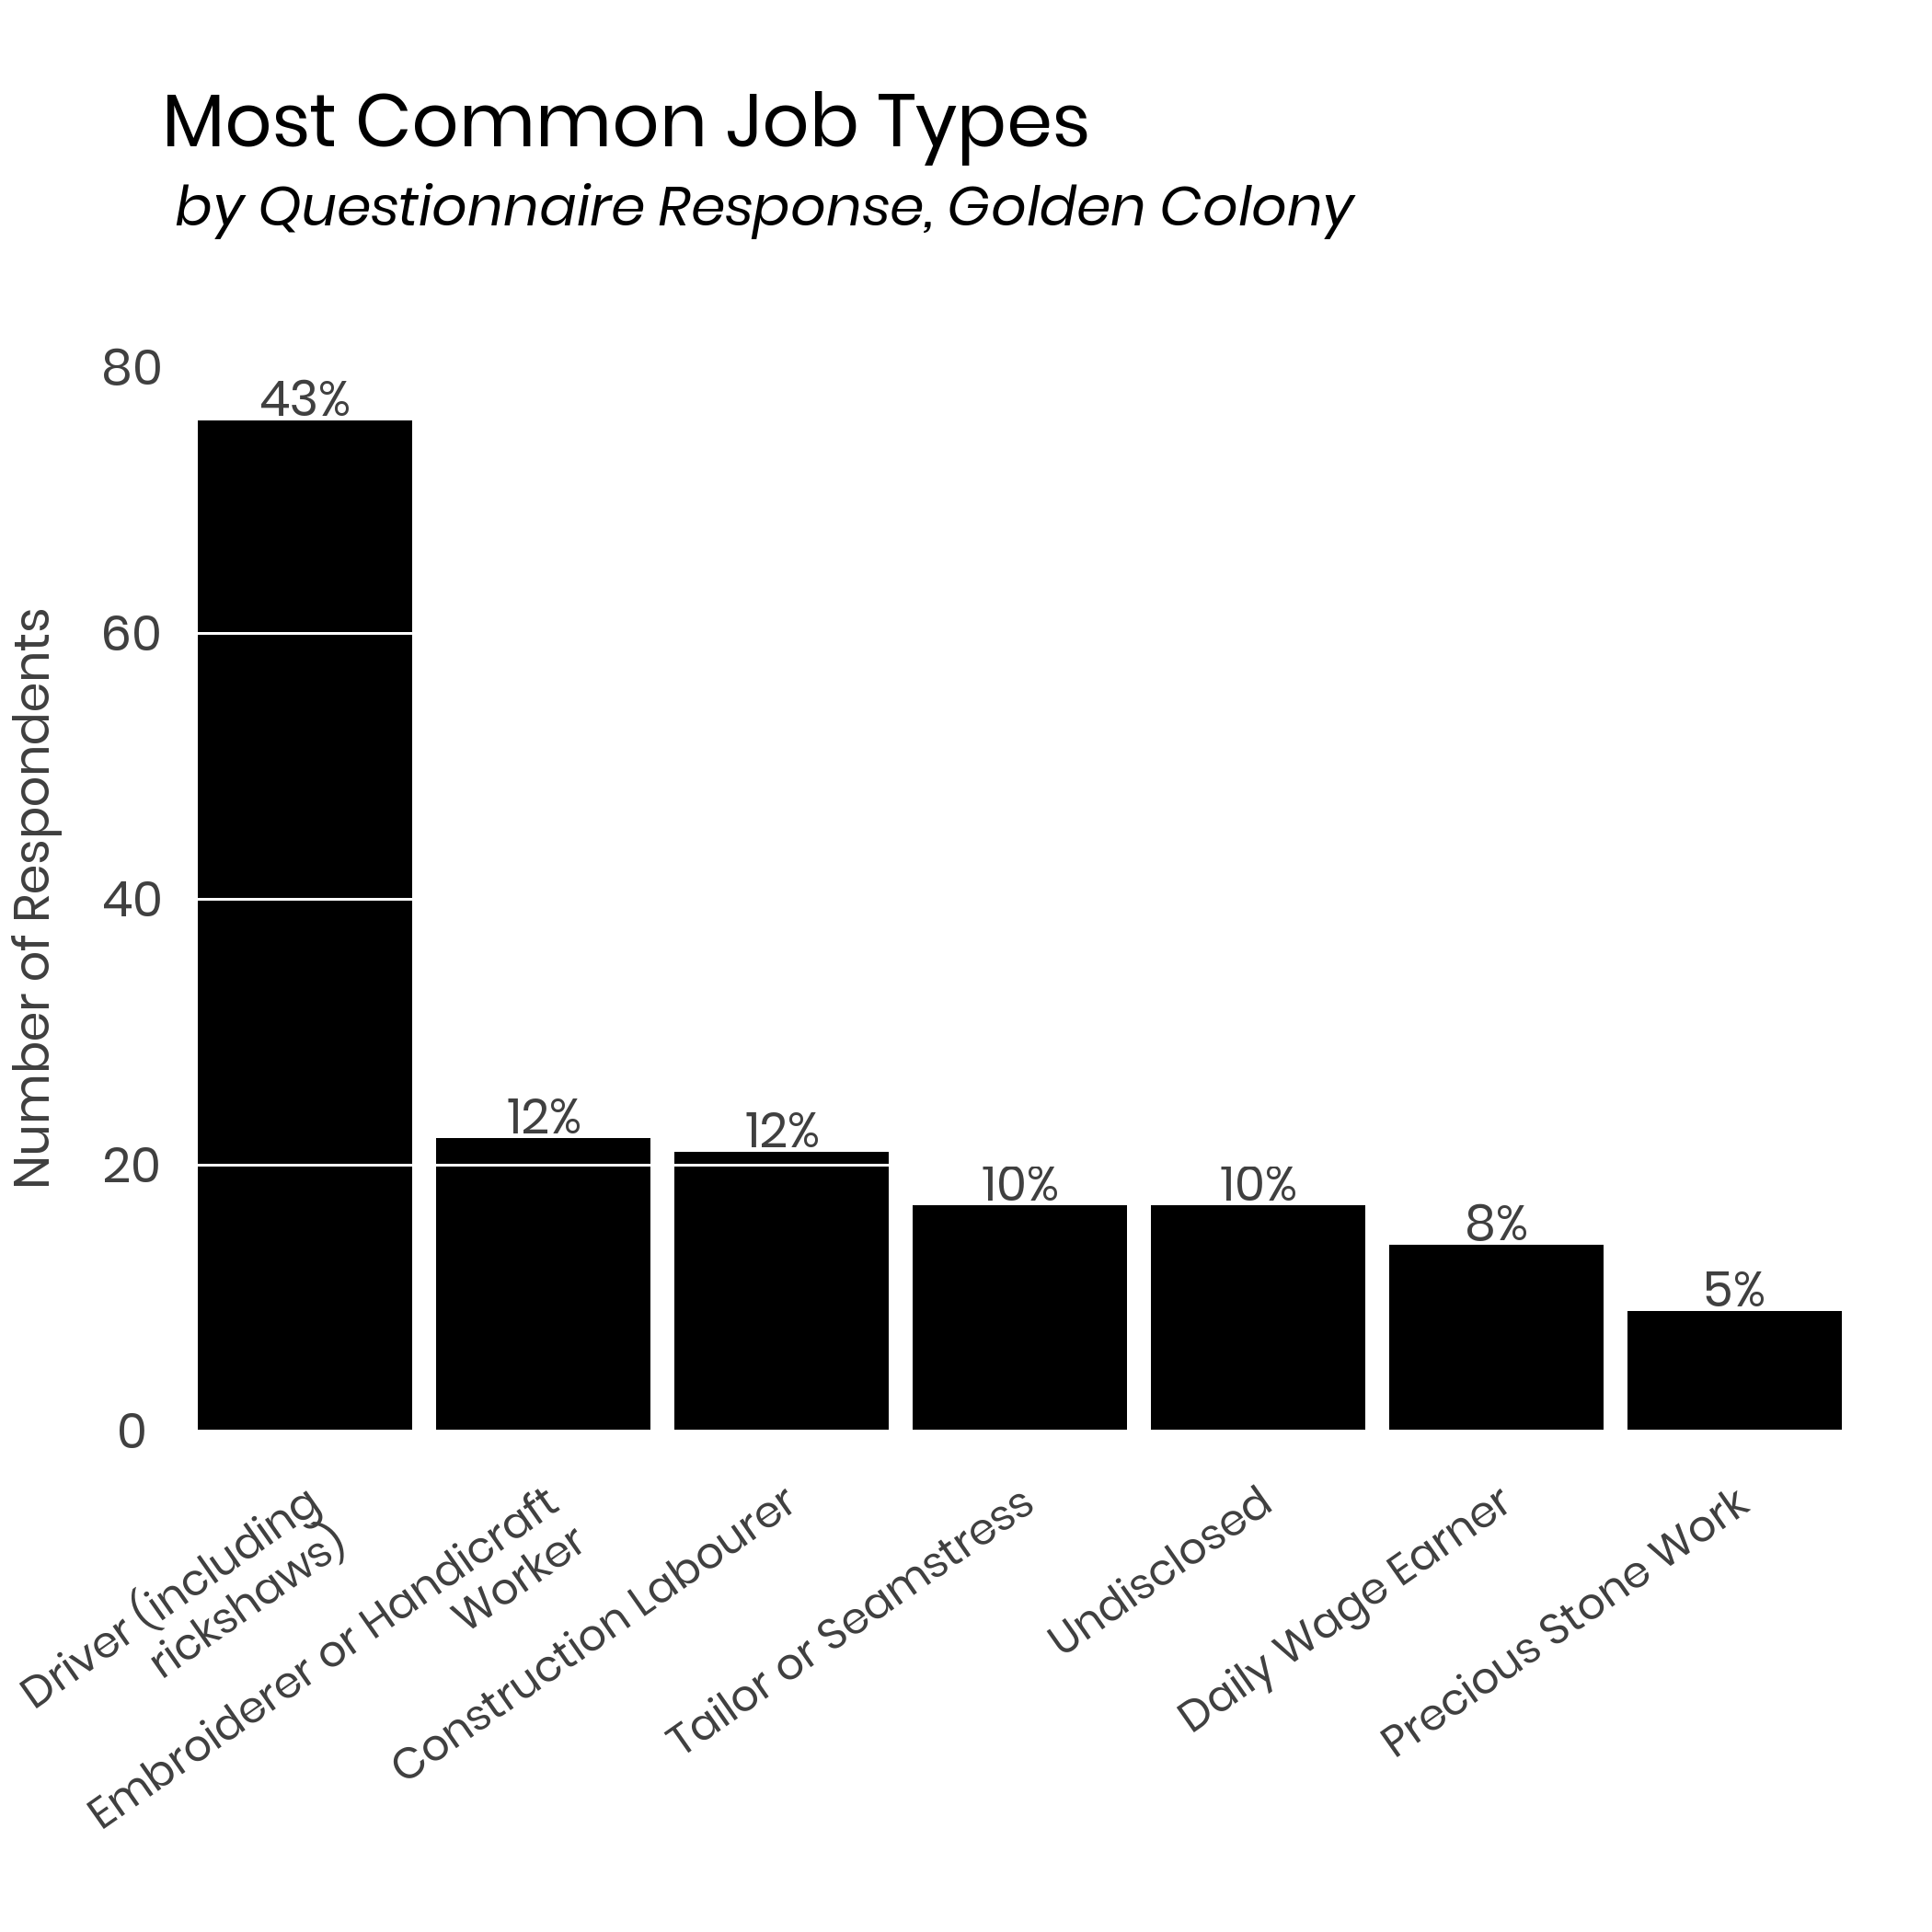 Most Common Job Types
by Questionnaire Response, Golden Colony
Number of Respondents
80
60
40
20
0
43%
12%
12%
10%
10%
8%
5%
Driver (including
rickshaws)
Embroiderer or Handicraft
Worker
Construction Labourer
Tailor or Seamstress
Undisclosed
Daily Wage Earner
Precious Stone Work